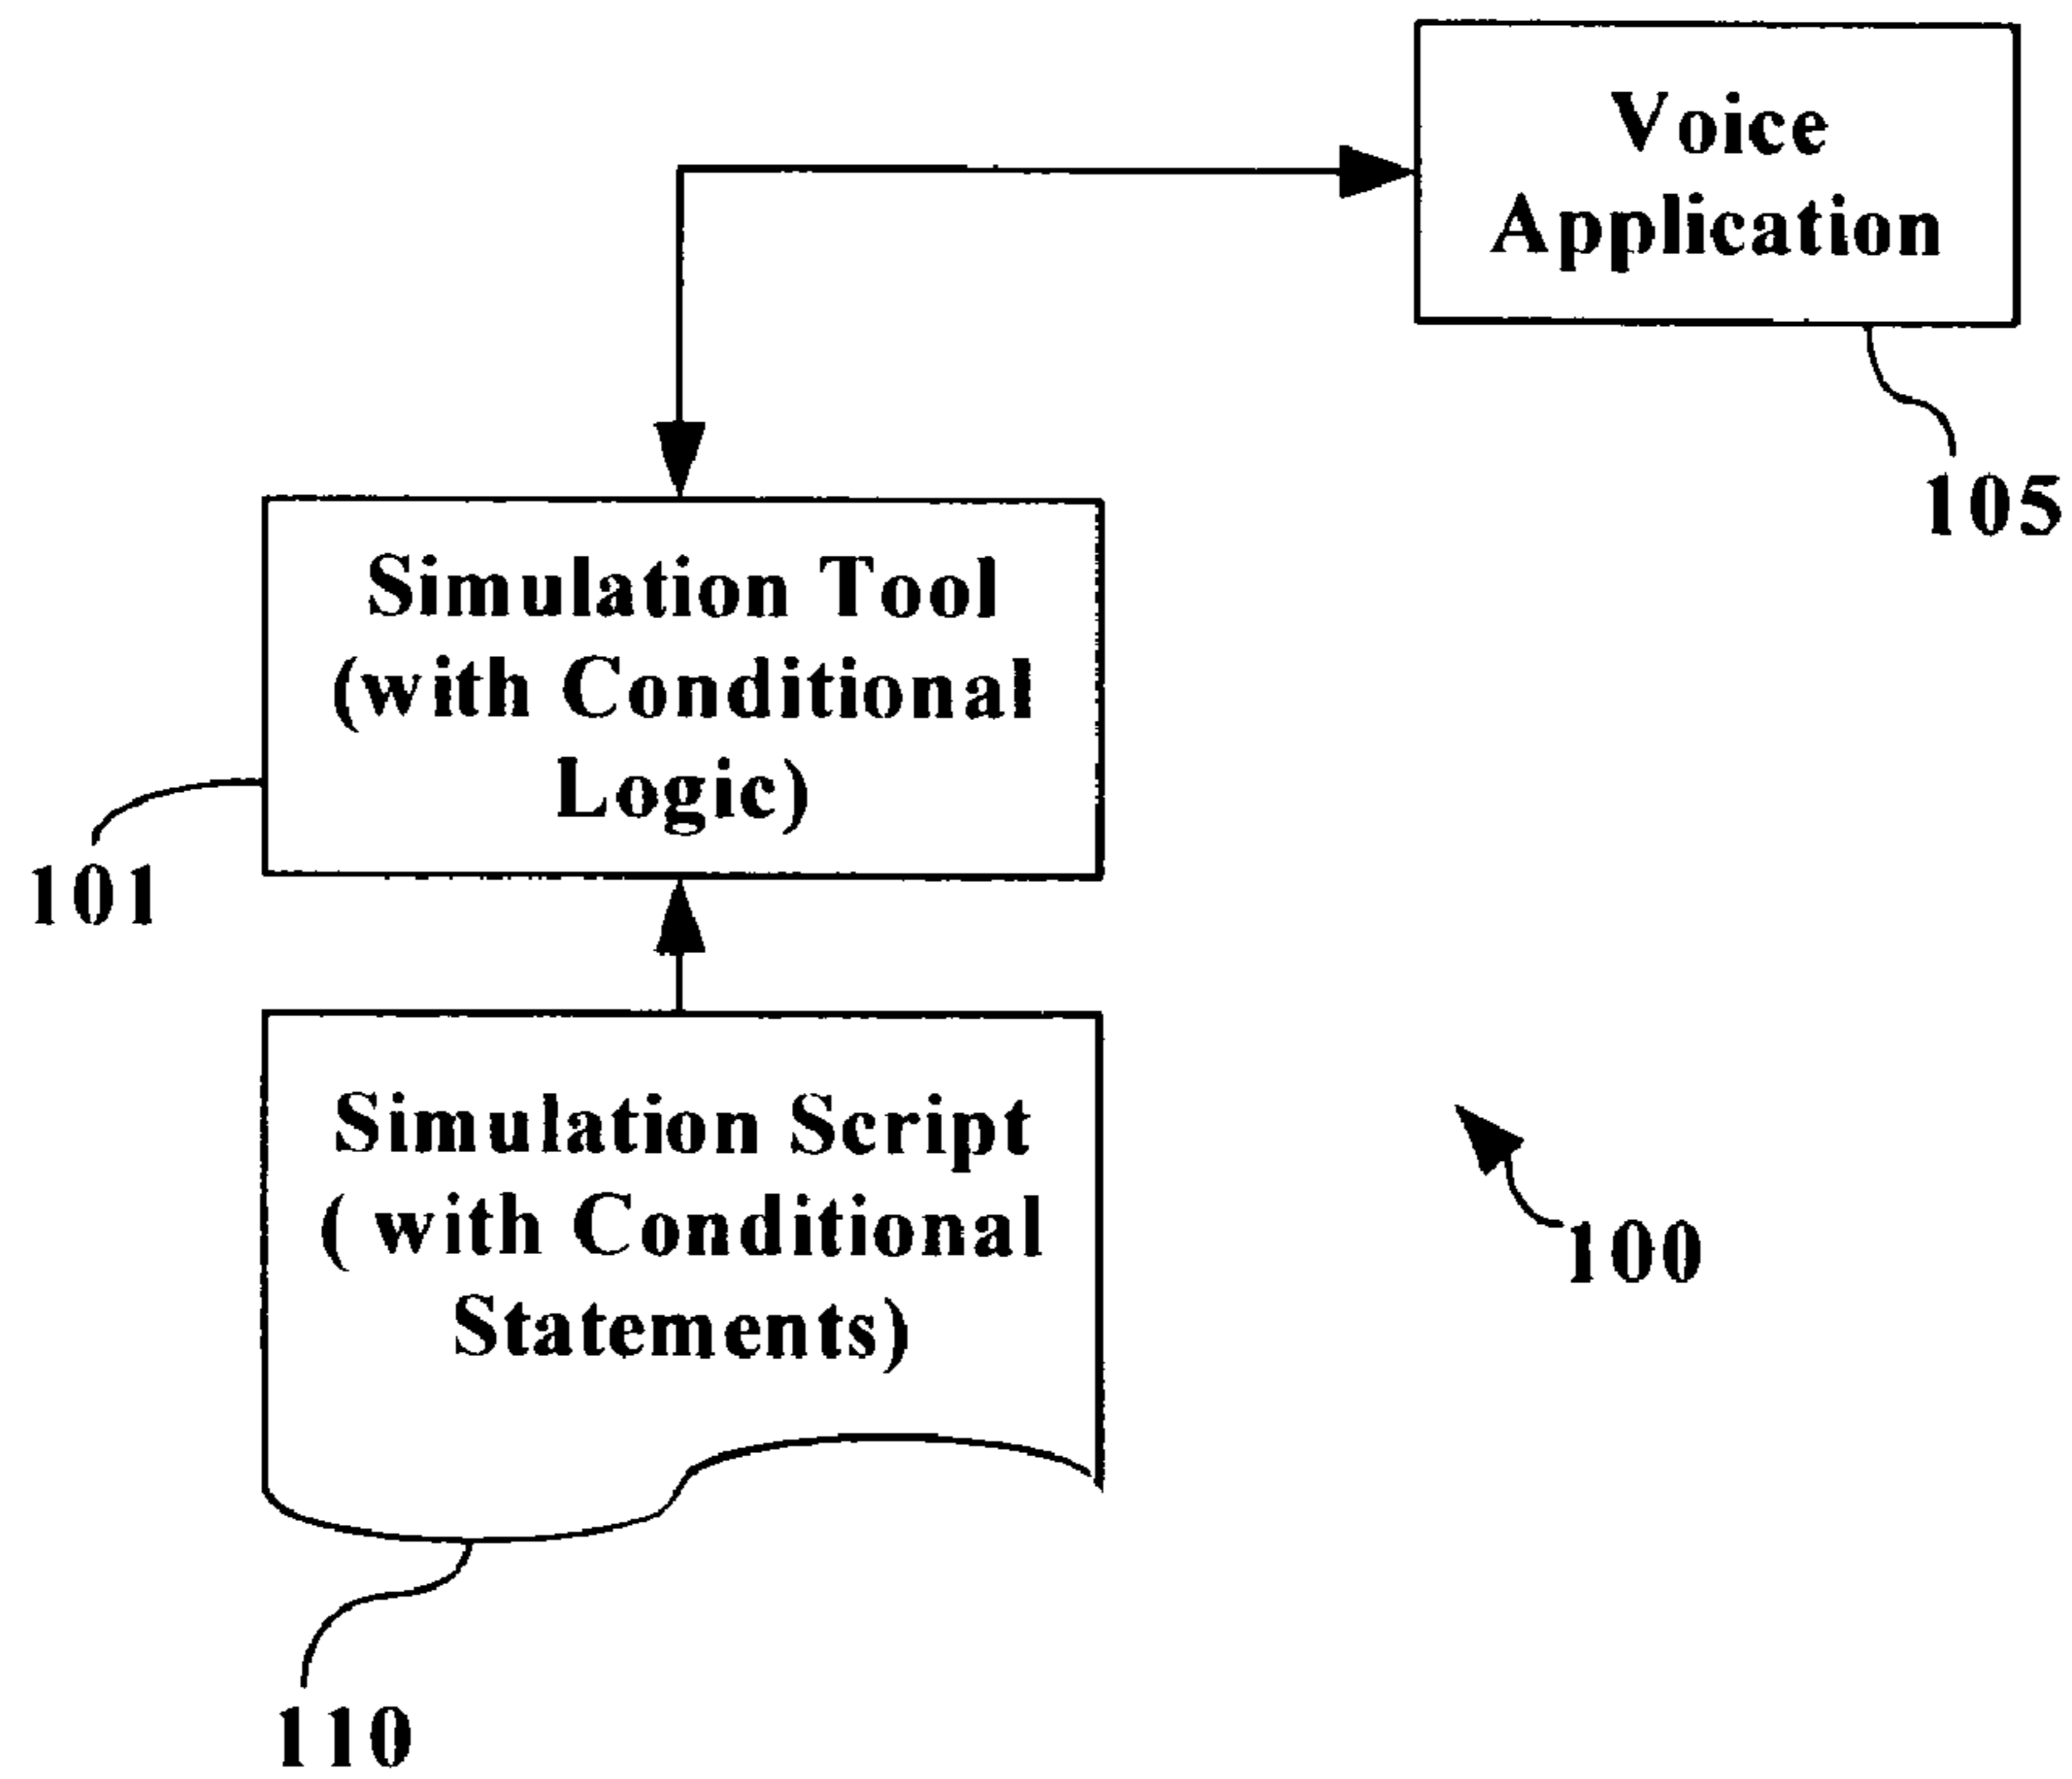 Voice
Application
105
Simulation Tool
(with Conditional
Logic)
101
Simulation Script
( with Conditional
Statements)
100
110